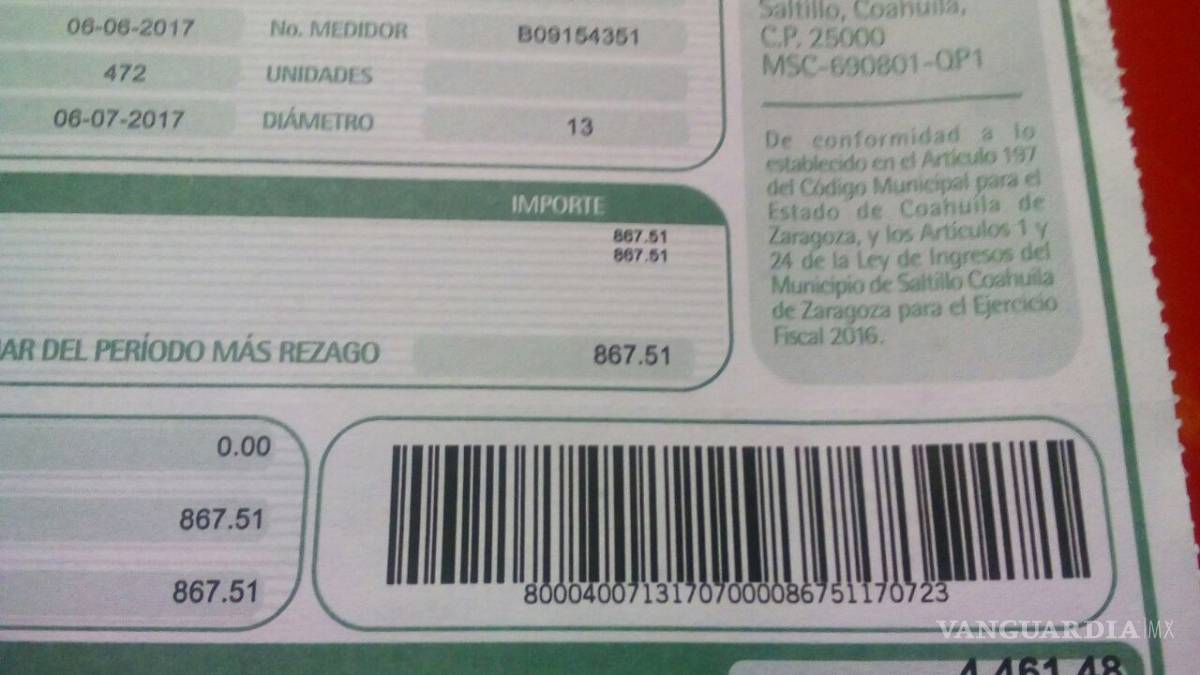 06-06-2017 No. MEDIDOR B09154351
472 UNIDADES
06-07-2017 DIÁMETRO 13
IMPORTE
867.51
867.51
AR DEL PERÍODO MÁS REZAGO 867.51
0.00
867.51
867.51
Saltillo, Coahuila,
C.P. 25000
MSC-690801-QP1
De conformidad a lo
establecido en el Artículo 197
del Código Municipal para el
Estado de Coahuila de
Zaragoza, y los Artículos 1 y
24 de la Ley de Ingresos del
Municipio de Saltillo Coahuila
de Zaragoza para el Ejercicio
Fiscal 2016.
800040071317070000086751170723
VANGUARDIA|MX
4,461.48